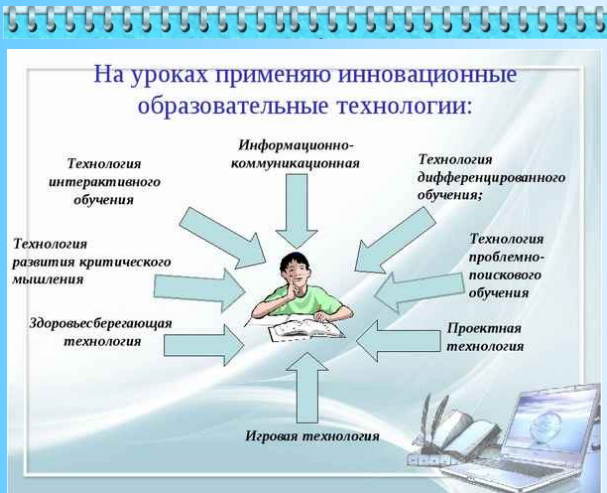 На уроках применяю инновационные
образовательные технологии:
Информационно-
коммуникационная
Технология
интерактивного
обучения
Технология
дифференцированного
обучения;
Технология
развития критического
мышления
Технология
проблемно-
поискового
обучения
Здоровьесберегающая
технология
Проектная
технология
Игровая технология